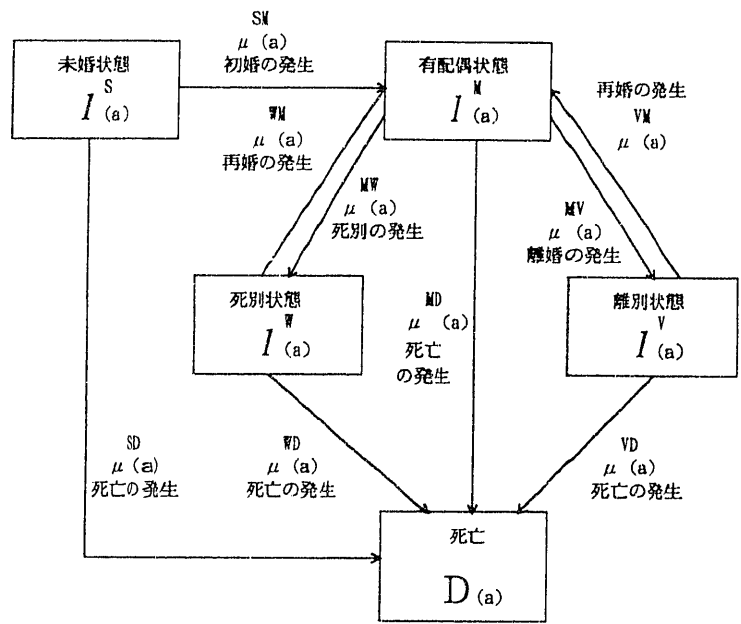 SM
μ (a)
初婚の発生
未婚状態
S
l (a)
有配偶状態
M
l (a)
再婚の発生
VM
μ (a)
WM
μ (a)
再婚の発生
MW
μ (a)
死別の発生
MV
μ (a)
離婚の発生
死別状態
W
l (a)
離別状態
V
l (a)
MD
μ (a)
死亡
の発生
SD
μ (a)
死亡の発生
WD
μ (a)
死亡の発生
VD
μ (a)
死亡の発生
死亡
D (a)